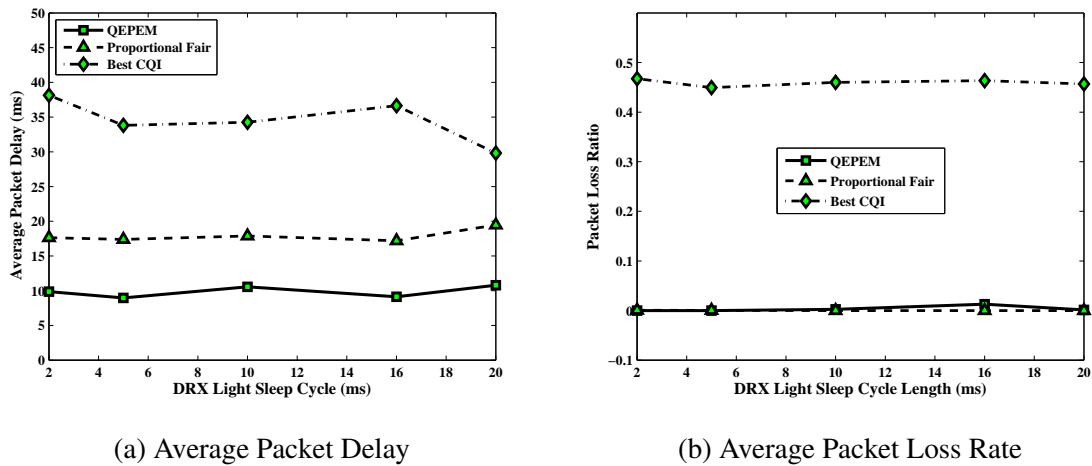 50
45
40
35
30
25
20
15
10
5
0
Average Packet Delay (ms)
QEPEM
Proportional Fair
Best CQI
2 4 6 8 10 12 14 16 18 20
DRX Light Sleep Cycle (ms)
(a) Average Packet Delay
0.5
0.4
0.3
0.2
0.1
0
−0.1
Packet Loss Ratio
QEPEM
Proportional Fair
Best CQI
2 4 6 8 10 12 14 16 18 20
DRX Light Sleep Cycle Length (ms)
(b) Average Packet Loss Rate